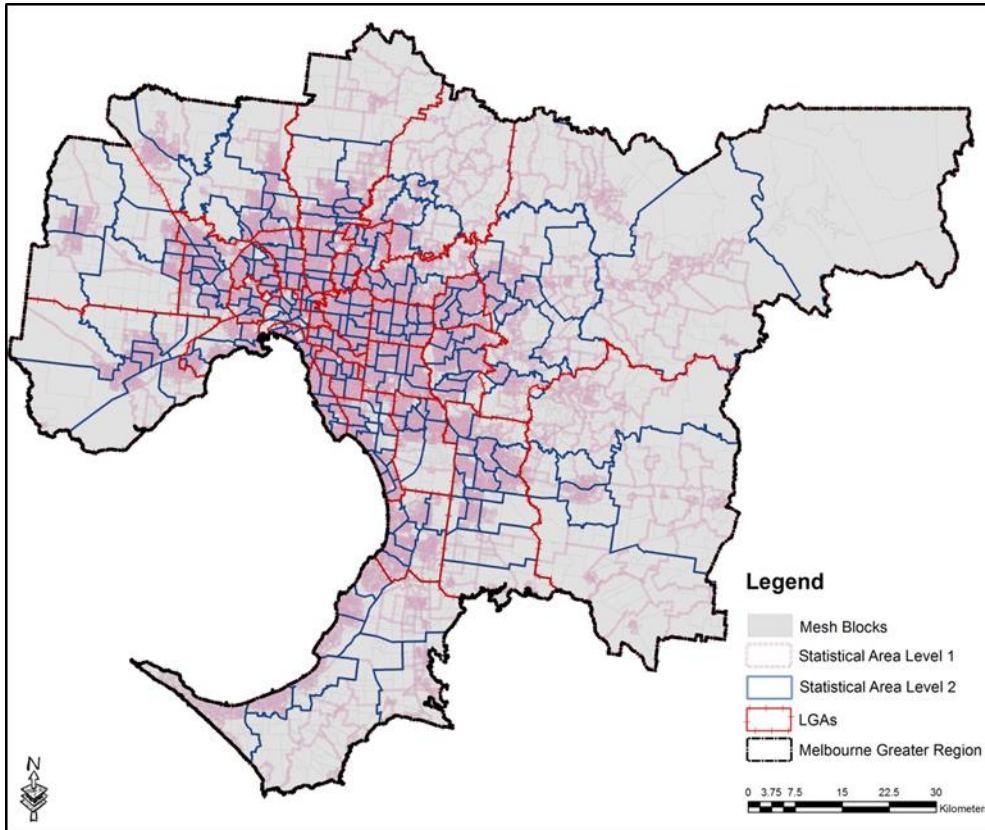 Legend
Mesh Blocks
Statistical Area Level 1
Statistical Area Level 2
LGAs
Melbourne Greater Region
N
0 3.75 7.5 15 22.5 30
Kilometers